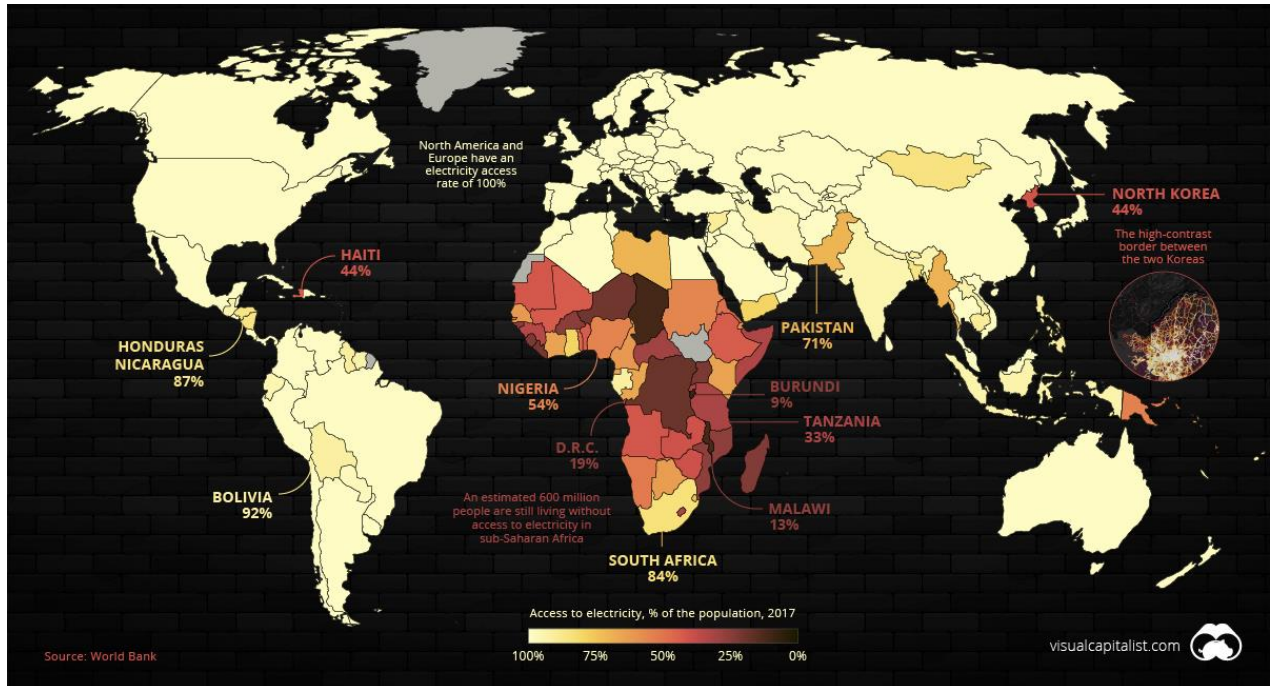 North America and
Europe have an
electricity access
rate of 100%
NORTH KOREA
44%
The high-contrast
border between
the two Koreas
HAITI
44%
HONDURAS
NICARAGUA
87%
PAKISTAN
71%
NIGERIA
54%
BURUNDI
9%
TANZANIA
33%
D.R.C.
19%
BOLIVIA
92%
An estimated 600 million
people are still living without
access to electricity in
sub-Saharan Africa
MALAWI
13%
SOUTH AFRICA
84%
Access to electricity, % of the population, 2017
100% 75% 50% 25% 0%
Source: World Bank
visualcapitalist.com